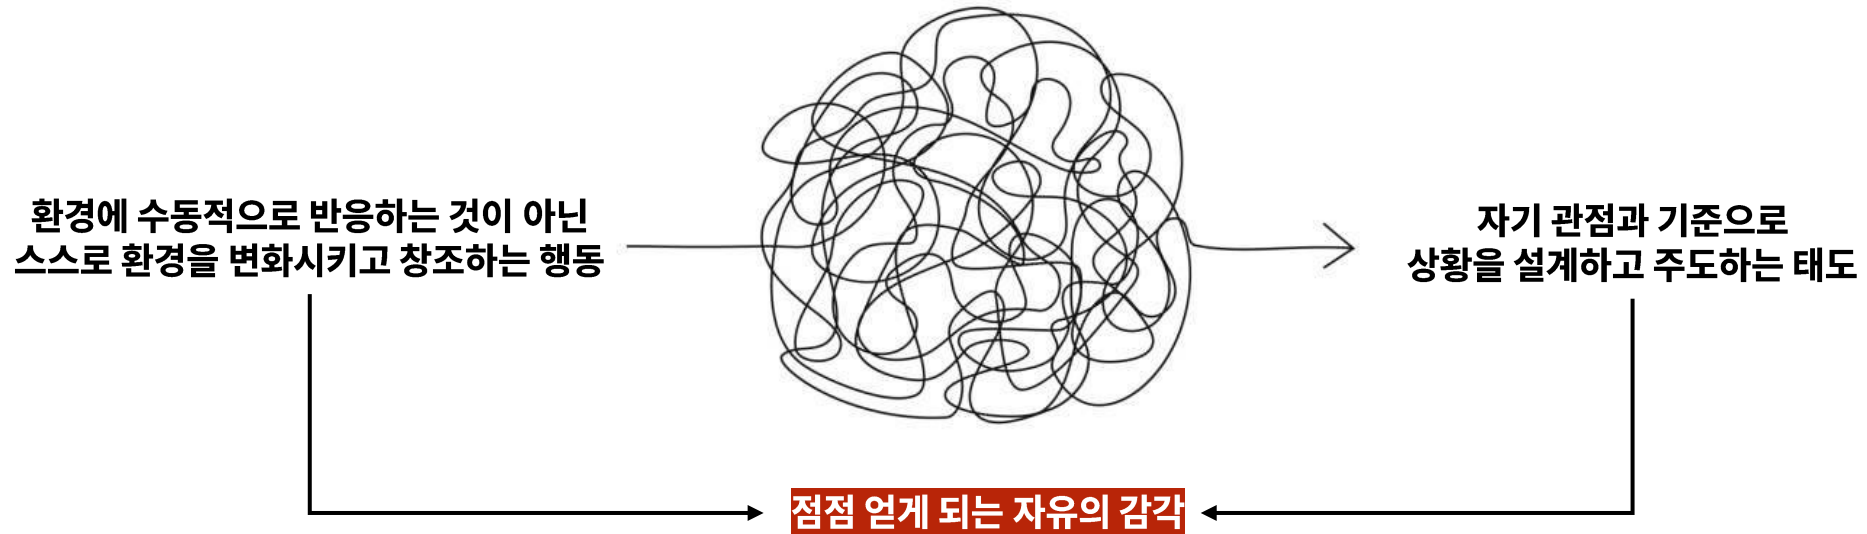 환경에 수동적으로 반응하는 것이 아닌
스스로 환경을 변화시키고 창조하는 행동
자기 관점과 기준으로
상황을 설계하고 주도하는 태도
점점 얻게 되는 자유의 감각